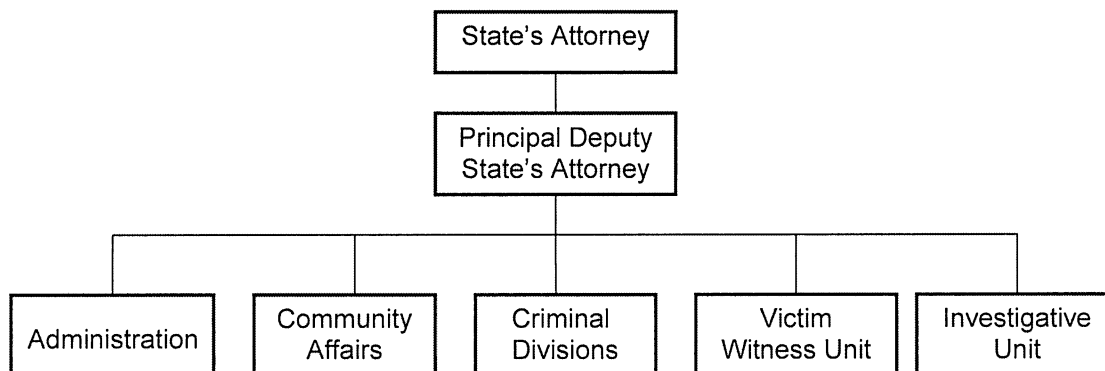 State's Attorney
Principal Deputy
State's Attorney
Administration
Community
Affairs
Criminal
Divisions
Victim
Witness Unit
Investigative
Unit